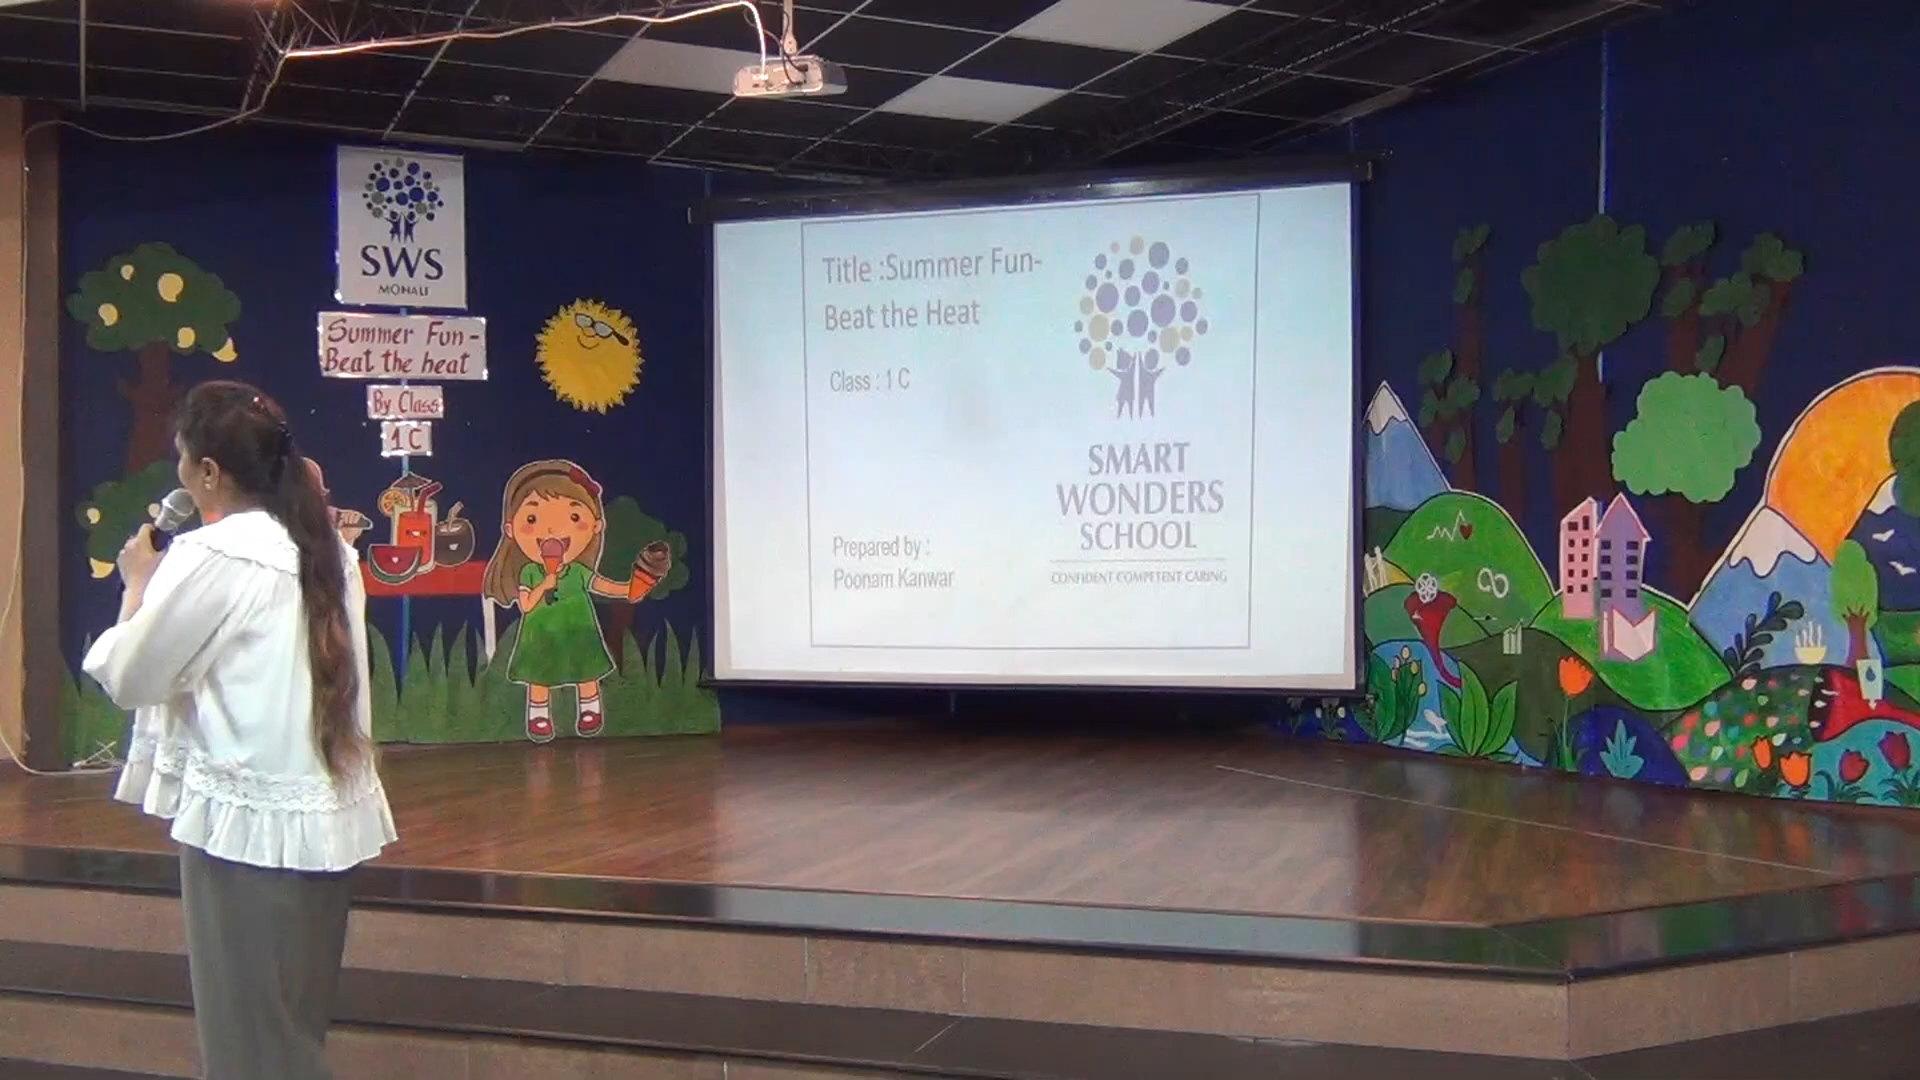 SWS
MOHALI
Summer Fun -
Beat the heat
By Class
1 C
Title :Summer Fun-
Beat the Heat
Class : 1 C
Prepared by :
Poonam Kanwar
SMART
WONDERS
SCHOOL
CONFIDENT COMPETENT CARING